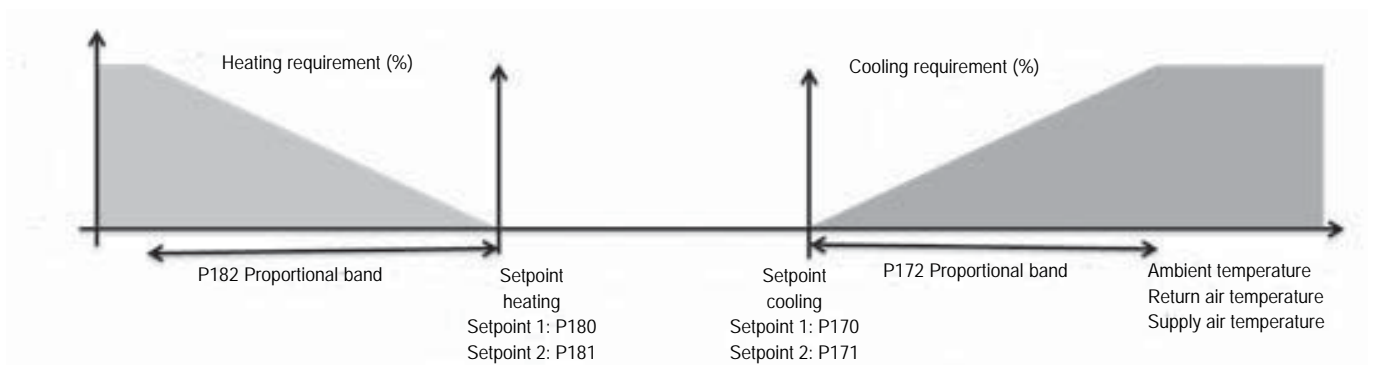 Heating requirement (%)
Cooling requirement (%)
P182 Proportional band
Setpoint
heating
Setpoint 1: P180
Setpoint 2: P181
Setpoint
cooling
Setpoint 1: P170
Setpoint 2: P171
P172 Proportional band
Ambient temperature
Return air temperature
Supply air temperature